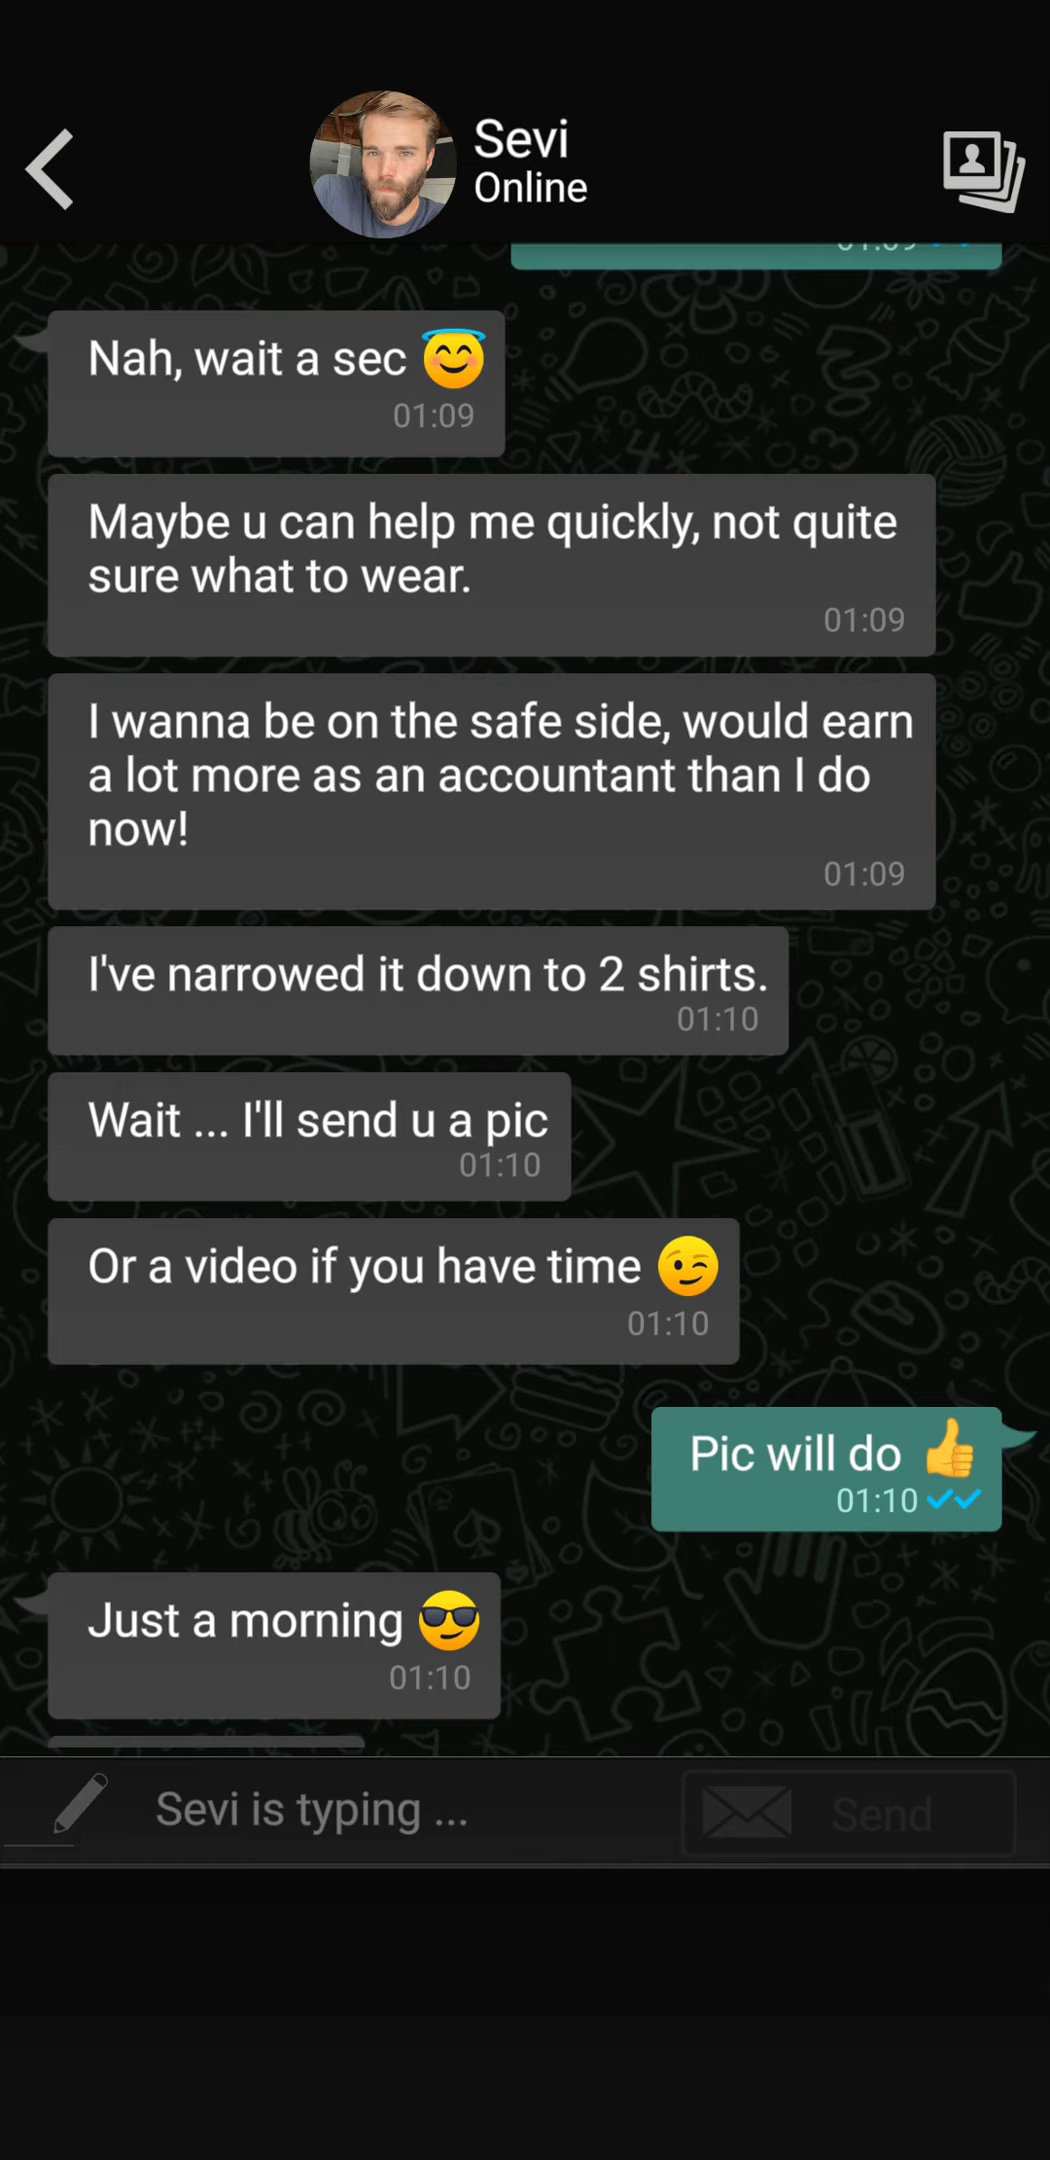 Sevi
Online
Nah, wait a sec 😇
01:09
Maybe u can help me quickly, not quite
sure what to wear.
01:09
I wanna be on the safe side, would earn
a lot more as an accountant than I do
now!
01:09
I've narrowed it down to 2 shirts.
01:10
Wait ... I'll send u a pic
01:10
Or a video if you have time 😉
01:10
Pic will do 👍
01:10
Just a morning 😎
01:10
Sevi is typing ...
Send